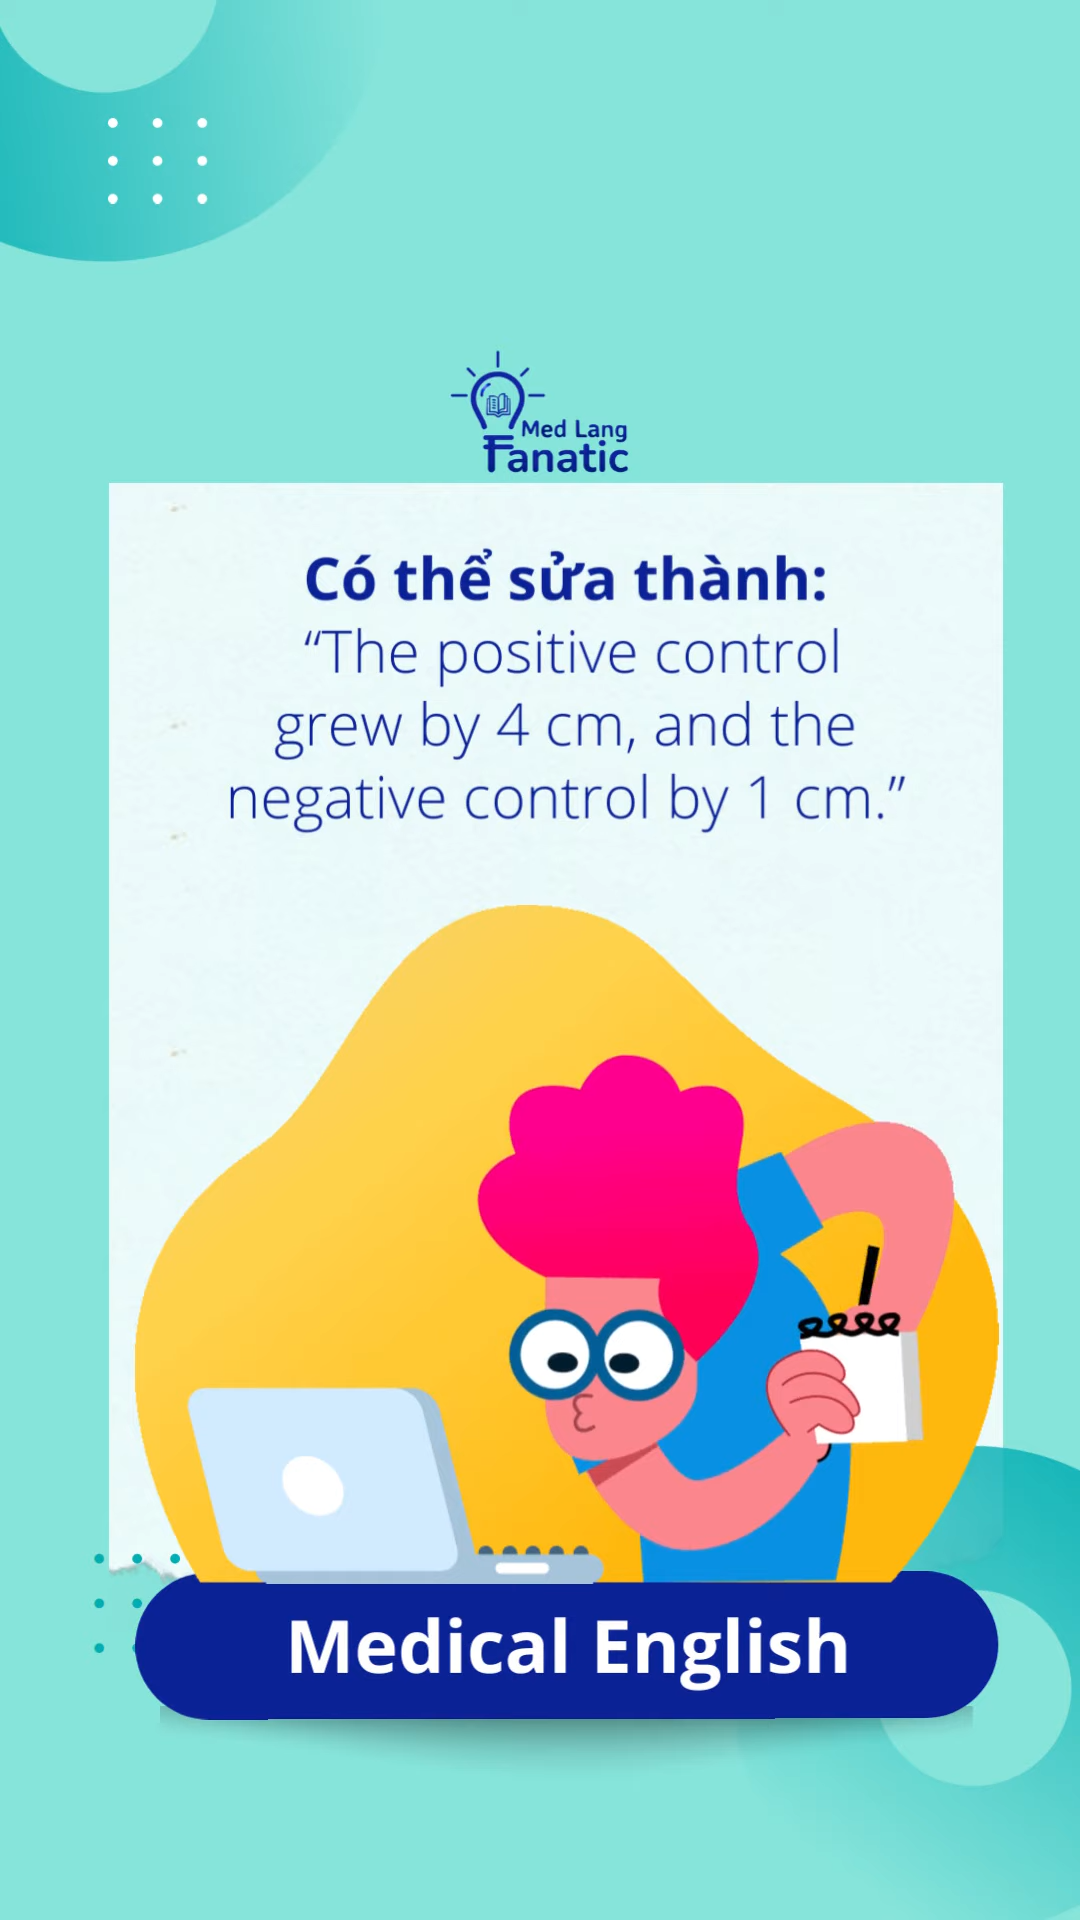 Med Lang
Fanatic
Có thể sửa thành:
“The positive control
grew by 4 cm, and the
negative control by 1 cm.”
Medical English